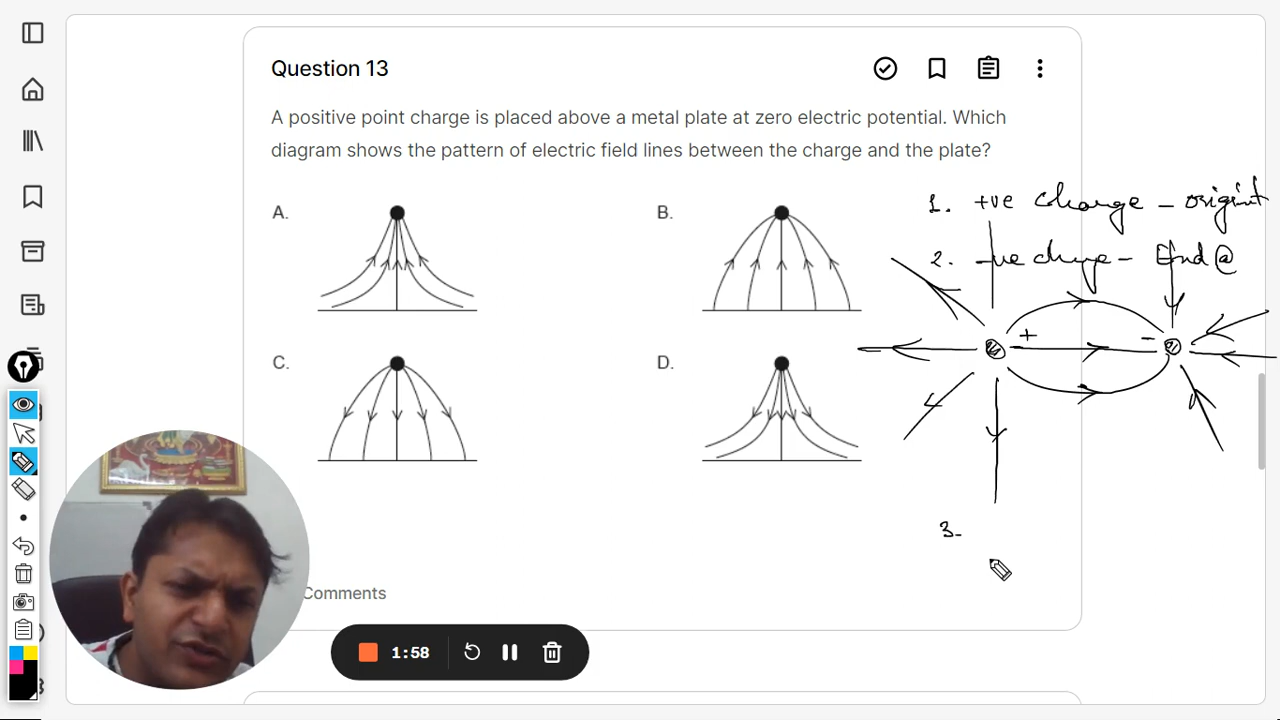 Question 13
A positive point charge is placed above a metal plate at zero electric potential. Which
diagram shows the pattern of electric field lines between the charge and the plate?
A.
B.
C.
D.
1. +ve charge - origint
2. -ve charge - End @
+
-
3-
Comments
1:58